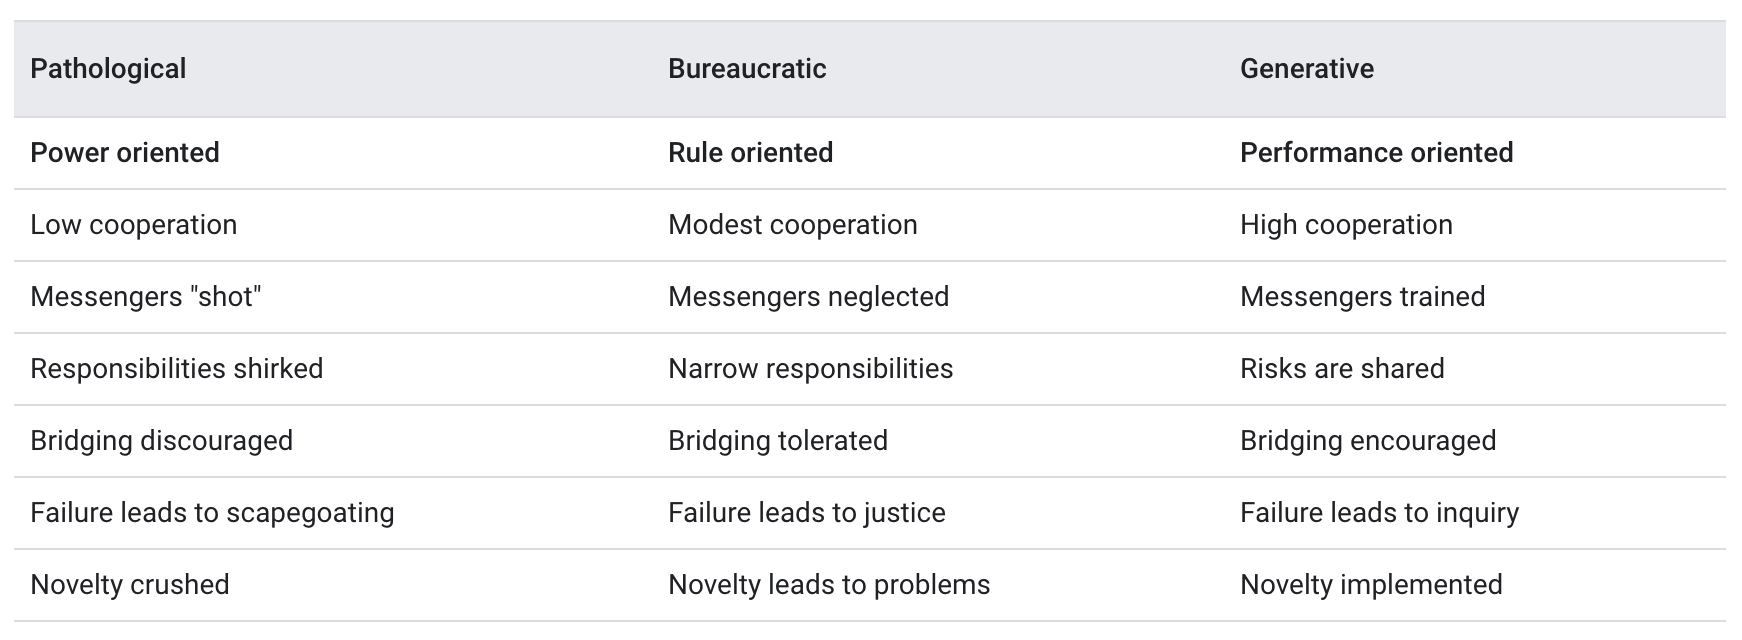 Pathological Bureaucratic Generative
Power oriented Rule oriented Performance oriented
Low cooperation Modest cooperation High cooperation
Messengers "shot" Messengers neglected Messengers trained
Responsibilities shirked Narrow responsibilities Risks are shared
Bridging discouraged Bridging tolerated Bridging encouraged
Failure leads to scapegoating Failure leads to justice Failure leads to inquiry
Novelty crushed Novelty leads to problems Novelty implemented